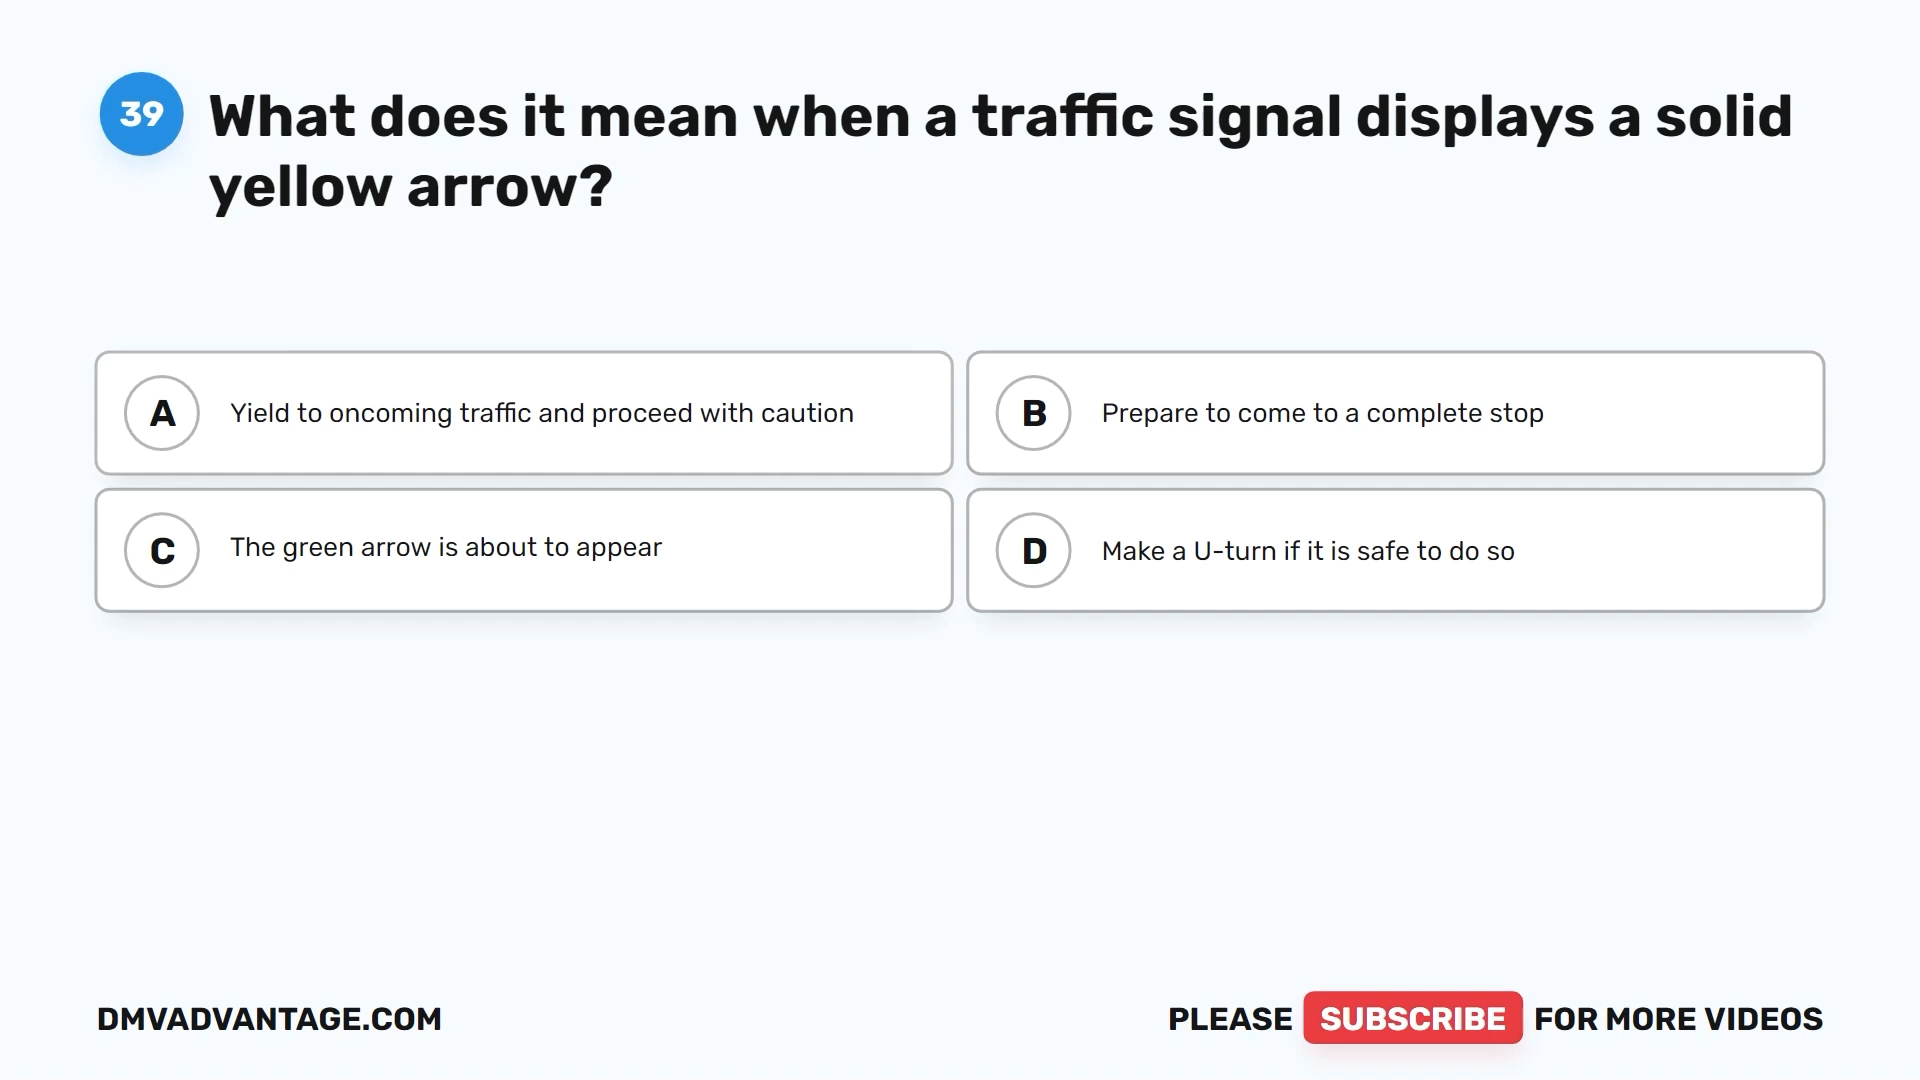 39
What does it mean when a traffic signal displays a solid
yellow arrow?
A
Yield to oncoming traffic and proceed with caution
B
Prepare to come to a complete stop
C
The green arrow is about to appear
D
Make a U-turn if it is safe to do so
DMVADVANTAGE.COM
PLEASE SUBSCRIBE FOR MORE VIDEOS